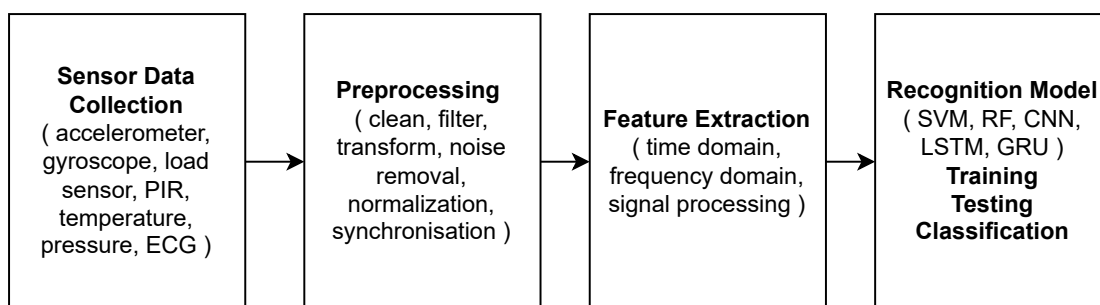 Sensor Data
Collection
( accelerometer,
gyroscope, load
sensor, PIR,
temperature,
pressure, ECG )
Preprocessing
( clean, filter,
transform, noise
removal,
normalization,
synchronisation )
Feature Extraction
( time domain,
frequency domain,
signal processing )
Recognition Model
( SVM, RF, CNN,
LSTM, GRU )
Training
Testing
Classification